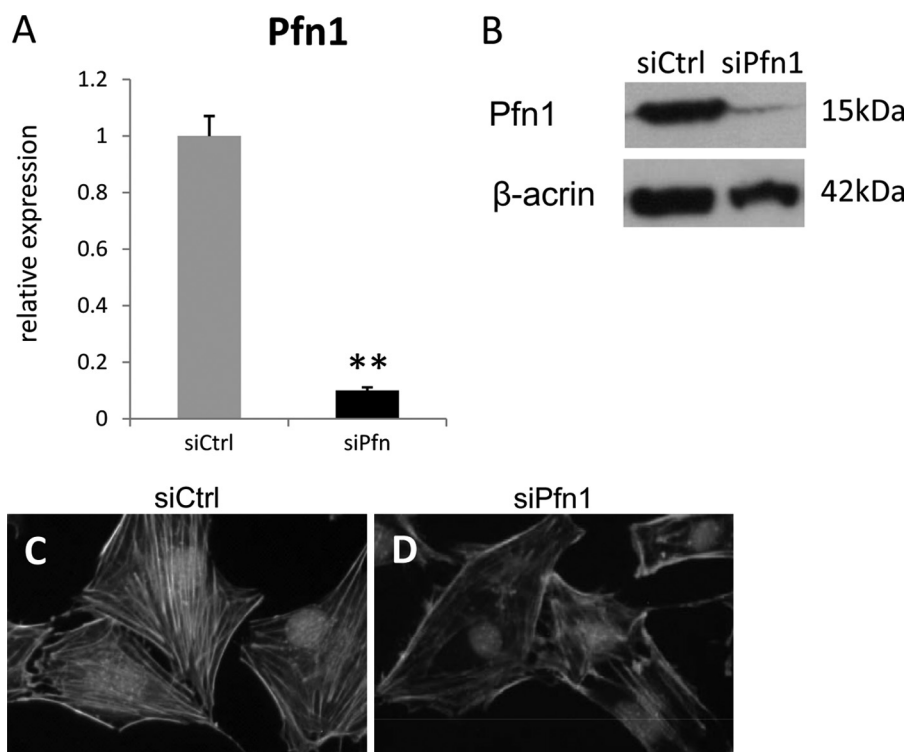 A
Pfn1
1.2
1
0.8
0.6
0.4
0.2
0
relative expression
**
siCtrl
siPfn
B
siCtrl siPfn1
Pfn1
15kDa
β-acrin
42kDa
siCtrl
siPfn1
C
D